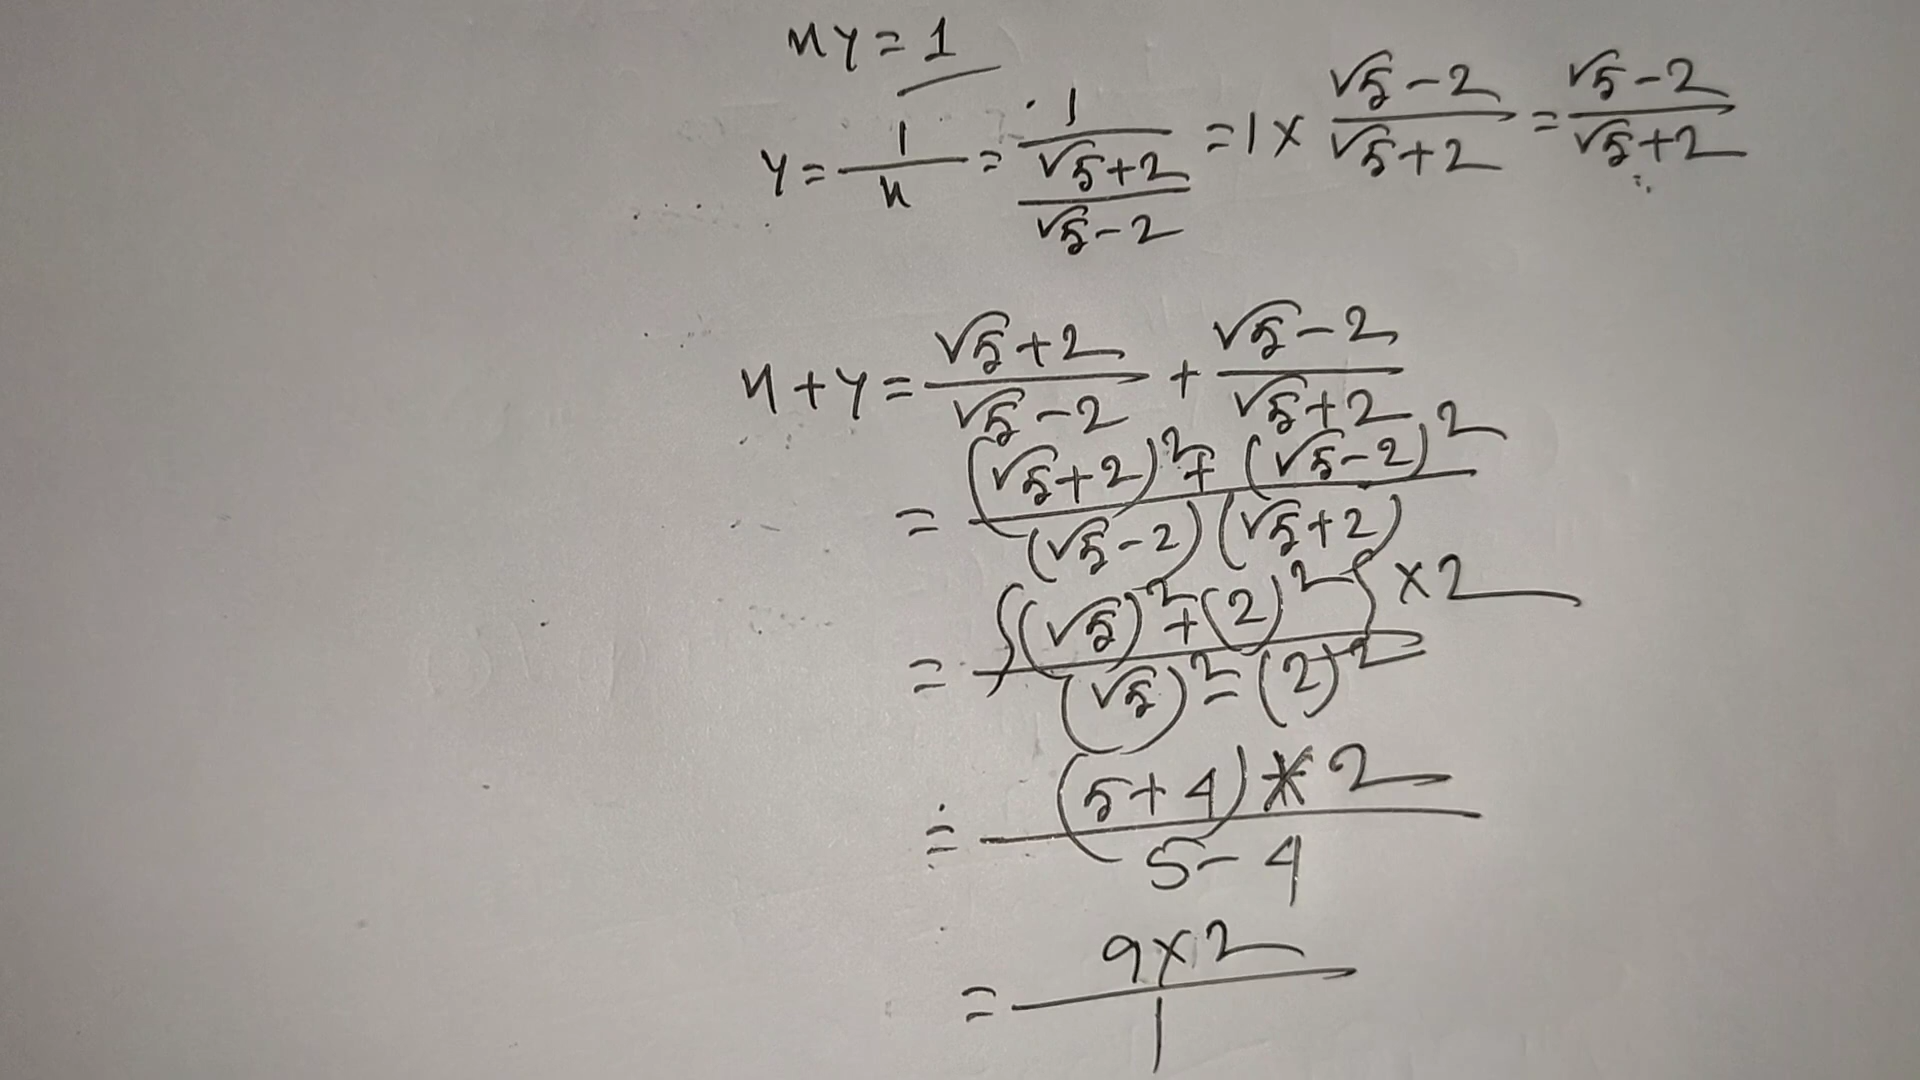 xy = 1
y = 1/x = 1/((√5+2)/(√5-2)) = 1 × (√5-2)/(√5+2) = (√5-2)/(√5+2)
x + y = (√5+2)/(√5-2) + (√5-2)/(√5+2)
= ((√5+2)² + (√5-2)²)/((√5-2)(√5+2))
= {(√5)² + (2)²} × 2/((√5)² - (2)²)
= (5+4) × 2/(5-4)
= 9×2/1